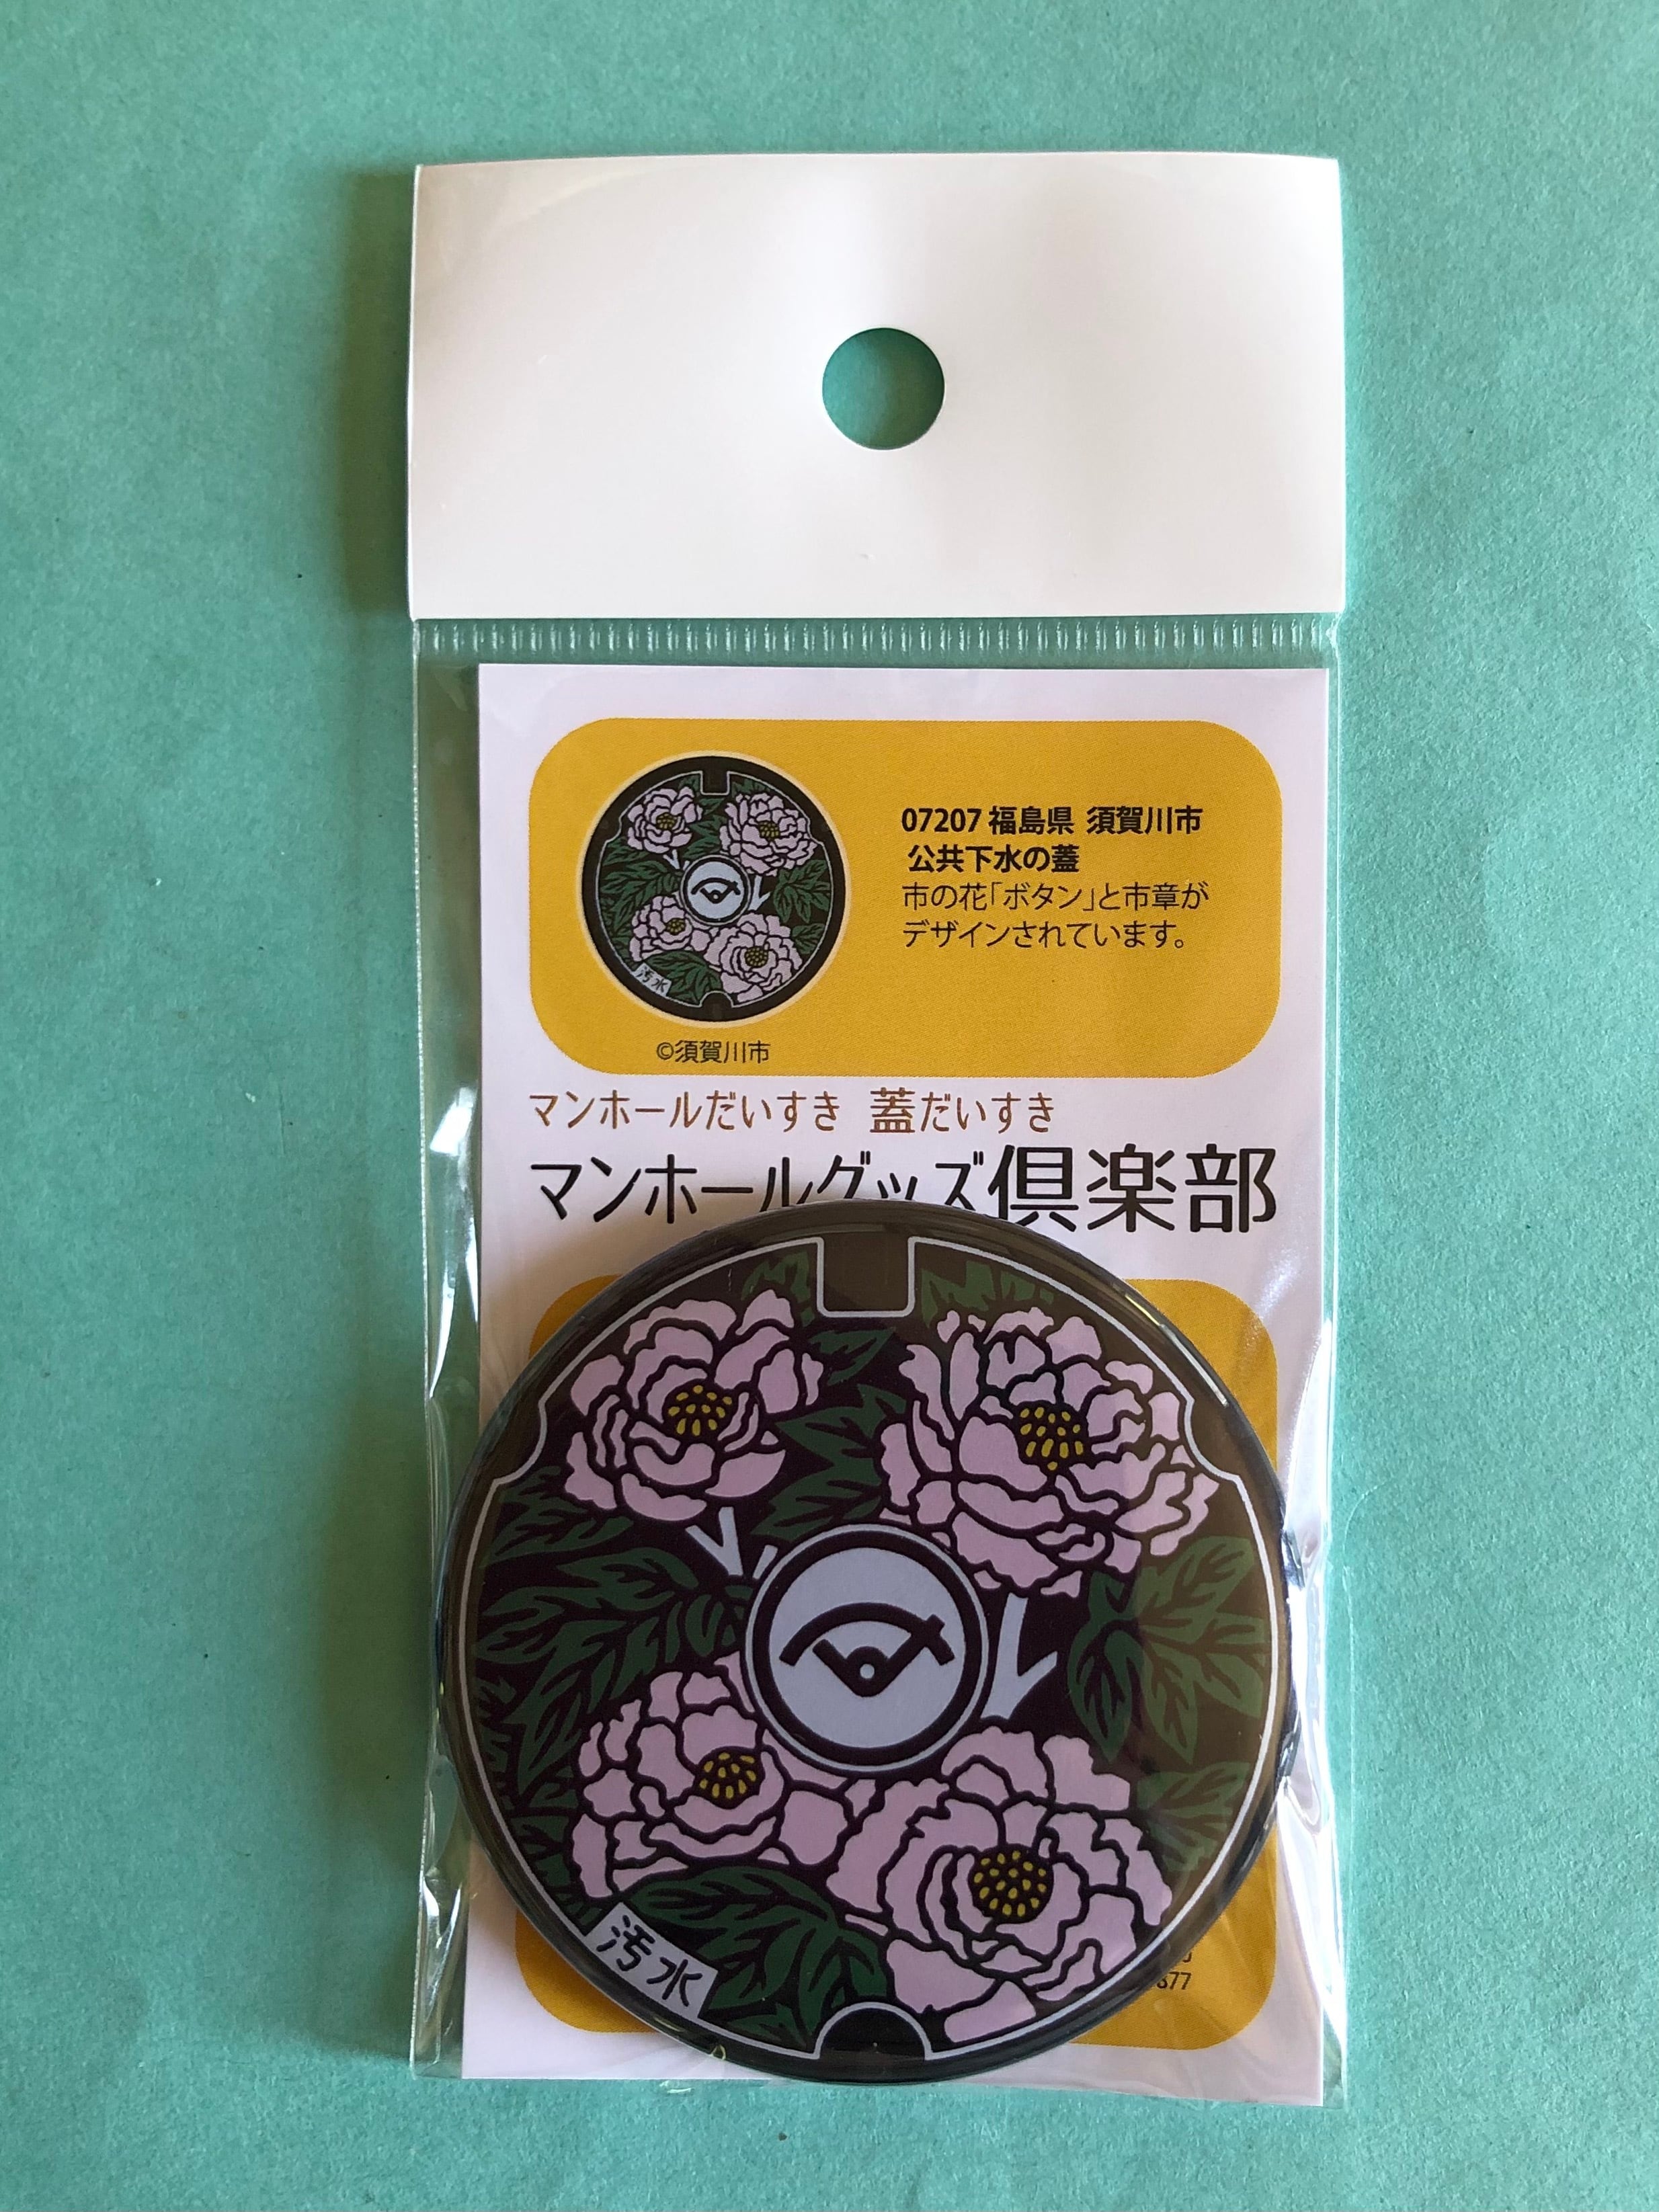 07207 福島県 須賀川市
公共下水の蓋
市の花「ボタン」と市章が
デザインされています。
汚水
©須賀川市
マンホールだいすき 蓋だいすき
マンホールグッズ倶楽部
汚水
877